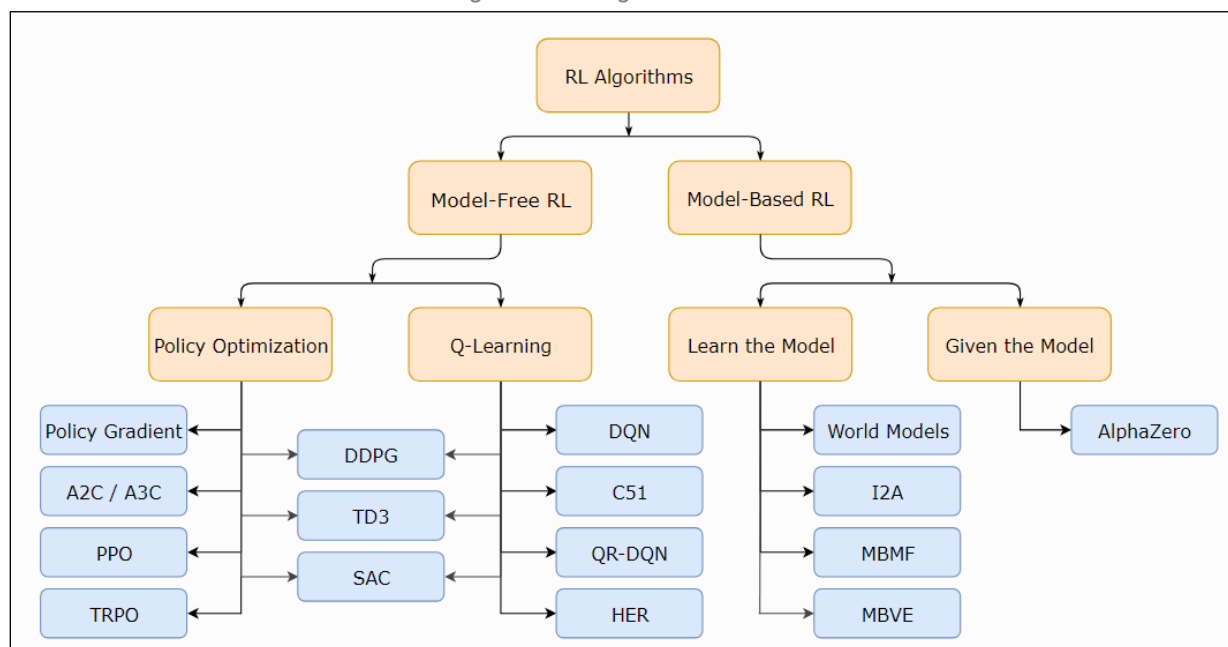 RL Algorithms
Model-Free RL
Model-Based RL
Policy Optimization
Q-Learning
Learn the Model
Given the Model
Policy Gradient
DQN
World Models
AlphaZero
DDPG
A2C / A3C
C51
I2A
TD3
PPO
QR-DQN
MBMF
SAC
TRPO
HER
MBVE